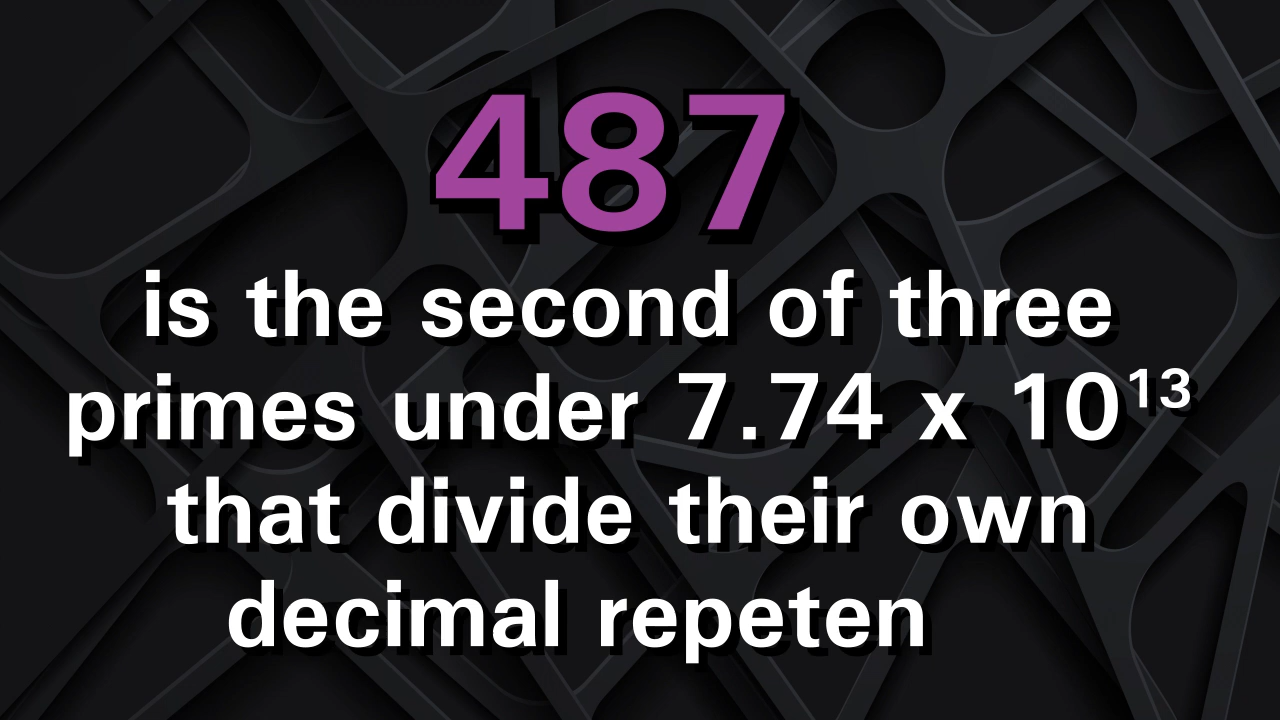 487
is the second of three
primes under 7.74 x 10¹³
that divide their own
decimal repeten